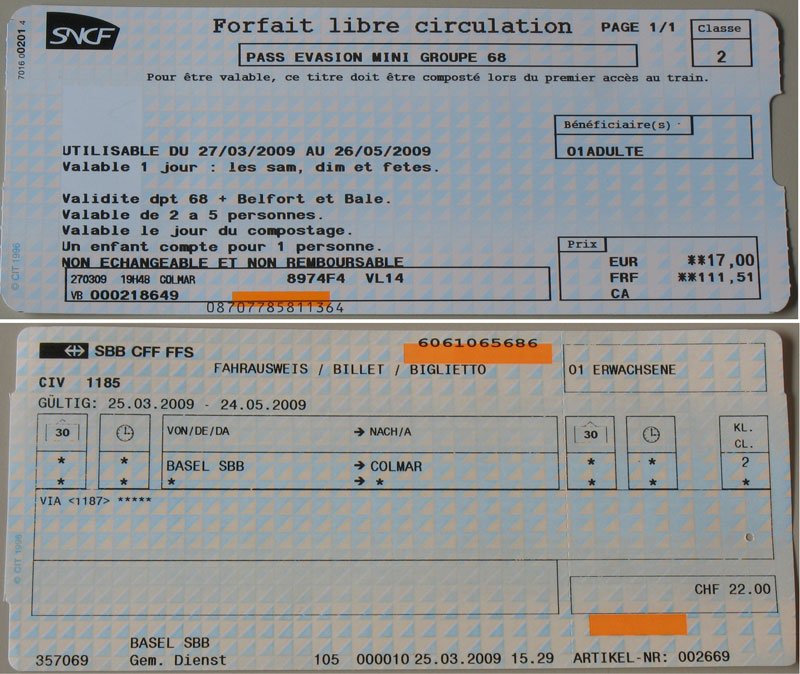 SNCF
7016 00201 4
Forfait libre circulation PAGE 1/1 Classe
PASS EVASION MINI GROUPE 68 2
Pour être valable, ce titre doit être composté lors du premier accès au train.
Bénéficiaire(s)
01ADULTE
UTILISABLE DU 27/03/2009 AU 26/05/2009
Valable 1 jour : les sam, dim et fetes.
Validite dpt 68 + Belfort et Bale.
Valable de 2 a 5 personnes.
Valable le jour du compostage.
Un enfant compte pour 1 personne.
NON ECHANGEABLE ET NON REMBOURSABLE
Prix
EUR **17,00
FRF **111,51
CA
270309 19H48 COLMAR 8974F4 VL14
VB 000218649
08707785811364
© CIT 1996
SBB CFF FFS
6061065686
FAHRAUSWEIS / BILLET / BIGLIETTO
01 ERWACHSENE
CIV 1185
GÜLTIG: 25.03.2009 - 24.05.2009
30 VON/DE/DA → NACH/A 30 KL.
CL.
* * BASEL SBB → COLMAR * * 2
* * * → * * * *
VIA <1187> *****
© CIT 1996
CHF 22.00
BASEL SBB
357069 Gem. Dienst 105 000010 25.03.2009 15.29 ARTIKEL-NR: 002669